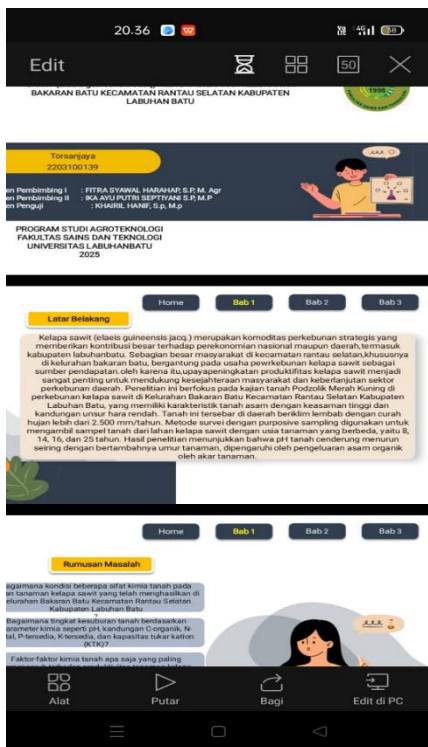 20.36
58
Edit
50
BAKARAN BATU KECAMATAN RANTAU SELATAN KABUPATEN
LABUHAN BATU
1998
Torsanjaya
2203100139
en Pembimbing I : FITRA SYAWAL HARAHAP, S.P, M. Agr
en Pembimbing II : IKA AYU PUTRI SEPTIYANI S.P, M.P
en Penguji : KHAIRIL HANIF, S.p, M.p
PROGRAM STUDI AGROTEKNOLOGI
FAKULTAS SAINS DAN TEKNOLOGI
UNIVERSITAS LABUHANBATU
2025
Home Bab 1 Bab 2 Bab 3
Latar Belakang
Kelapa sawit (elaeis guineensis jacq.) merupakan komoditas perkebunan strategis yang
memberikan kontribusi besar terhadap perekonomian nasional maupun daerah,termasuk
kabupaten labuhanbatu. Sebagian besar masyarakat di kecamatan rantau selatan,khususnya
di kelurahan bakaran batu, bergantung pada usaha pewrkebunan kelapa sawit sebagai
sumber pendapatan.oleh karena itu,upayapeningkatan produktifitas kelapa sawit menjadi
sangat penting untuk mendukung kesejahteraan masyarakat dan keberlanjutan sektor
perkebunan daerah. Penelitian ini berfokus pada kajian tanah Podzolik Merah Kuning di
perkebunan kelapa sawit di Kelurahan Bakaran Batu Kecamatan Rantau Selatan Kabupaten
Labuhan Batu, yang memiliki karakteristik tanah asam dengan keasaman tinggi dan
kandungan unsur hara rendah. Tanah ini tersebar di daerah beriklim lembab dengan curah
hujan lebih dari 2.500 mm/tahun. Metode survei dengan purposive sampling digunakan untuk
mengambil sampel tanah dari lahan kelapa sawit dengan usia tanaman yang berbeda, yaitu 8,
14, 16, dan 25 tahun. Hasil penelitian menunjukkan bahwa pH tanah cenderung menurun
seiring dengan bertambahnya umur tanaman, dipengaruhi oleh pengeluaran asam organik
oleh akar tanaman.
Home Bab 1 Bab 2 Bab 3
Rumusan Masalah
agaimana kondisi beberapa sifat kimia tanah pada
an tanaman kelapa sawit yang telah menghasilkan di
elurahan Bakaran Batu Kecamatan Rantau Selatan
Kabupaten Labuhan Batu
?
Bagaimana tingkat kesuburan tanah berdasarkan
arameter kimia seperti pH, kandungan C-organik, N-
tal, P-tersedia, K-tersedia, dan kapasitas tukar kation
(KTK)?
Faktor-faktor kimia tanah apa saja yang paling
Alat Putar Bagi Edit di PC